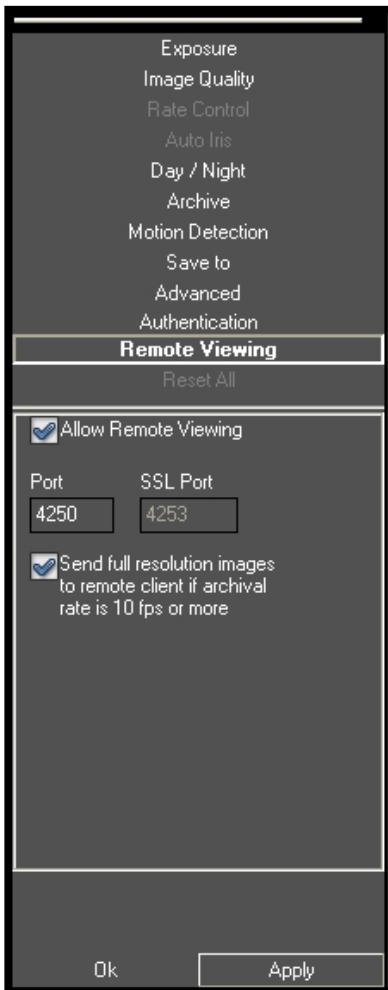 Exposure
Image Quality
Rate Control
Auto Iris
Day / Night
Archive
Motion Detection
Save to
Advanced
Authentication
Remote Viewing
Reset All
Allow Remote Viewing
Port SSL Port
4250 4253
Send full resolution images
to remote client if archival
rate is 10 fps or more
Ok Apply